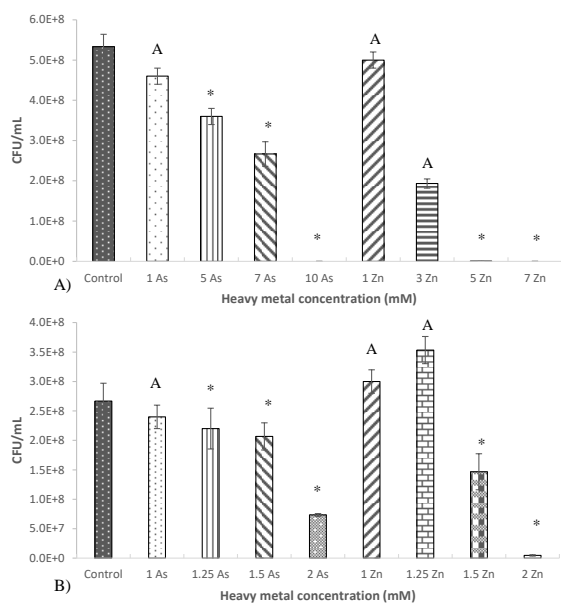 6.0E+8
5.0E+8
4.0E+8
3.0E+8
2.0E+8
1.0E+8
0.0E+0
CFU/mL
A
*
*
*
A
A
*
*
Control 1 As 5 As 7 As 10 As 1 Zn 3 Zn 5 Zn 7 Zn
Heavy metal concentration (mM)
A)
4.0E+8
3.5E+8
3.0E+8
2.5E+8
2.0E+8
1.5E+8
1.0E+8
5.0E+7
0.0E+0
CFU/mL
A
*
*
*
A
A
*
*
Control 1 As 1.25 As 1.5 As 2 As 1 Zn 1.25 Zn 1.5 Zn 2 Zn
Heavy metal concentration (mM)
B)